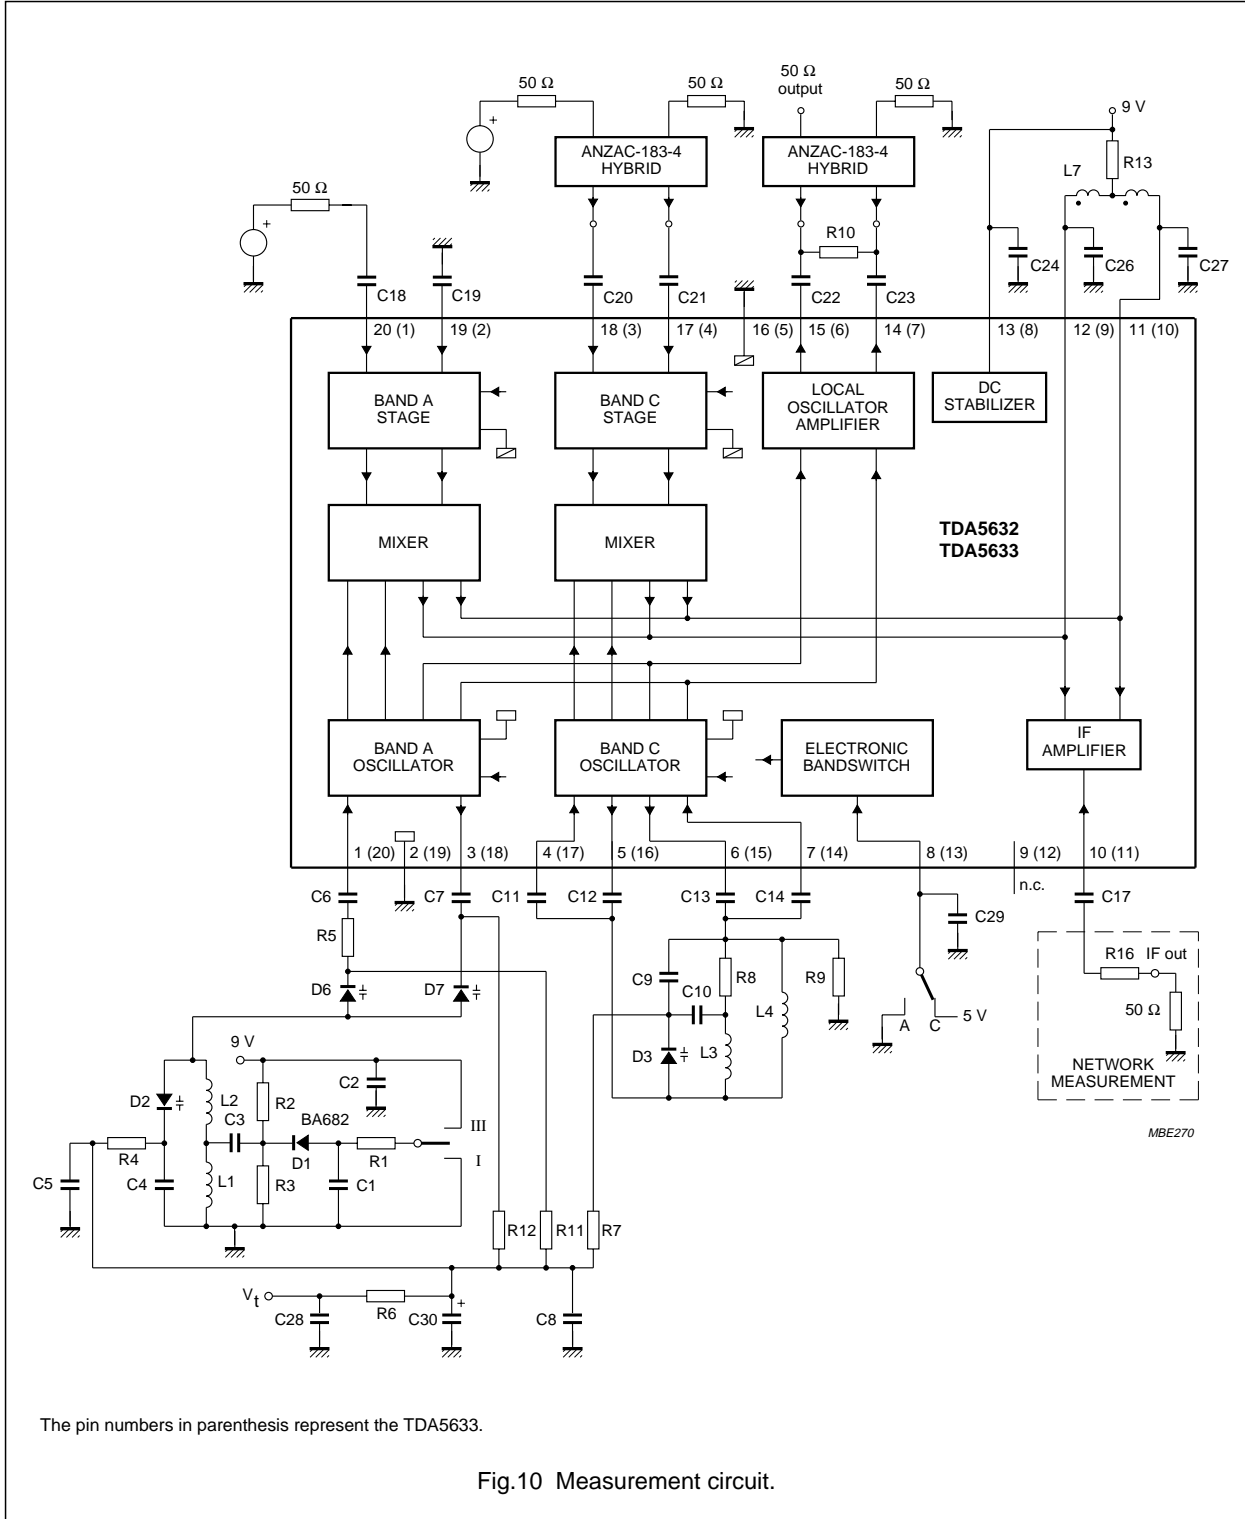 50 Ω
50 Ω
50 Ω
output
50 Ω
9 V
+
ANZAC-183-4
HYBRID
ANZAC-183-4
HYBRID
R13
L7
50 Ω
+
R10
C24
C26
C27
C18
C19
C20
C21
C22
C23
20 (1)
19 (2)
18 (3)
17 (4)
16 (5)
15 (6)
14 (7)
13 (8)
12 (9)
11 (10)
BAND A
STAGE
BAND C
STAGE
LOCAL
OSCILLATOR
AMPLIFIER
DC
STABILIZER
MIXER
MIXER
TDA5632
TDA5633
BAND A
OSCILLATOR
BAND C
OSCILLATOR
ELECTRONIC
BANDSWITCH
IF
AMPLIFIER
1 (20)
2 (19)
3 (18)
4 (17)
5 (16)
6 (15)
7 (14)
8 (13)
9 (12)
10 (11)
n.c.
C6
C7
C11
C12
C13
C14
C29
C17
R5
R16
IF out
C9
R8
R9
D6
D7
C10
L4
A
C
5 V
50 Ω
9 V
D3
L3
NETWORK
MEASUREMENT
C2
D2
L2
R2
C3
BA682
III
MBE270
R4
D1
R1
I
C5
C4
L1
R3
C1
R12
R11
R7
Vt
+
C28
R6
C30
C8
The pin numbers in parenthesis represent the TDA5633.
Fig.10 Measurement circuit.